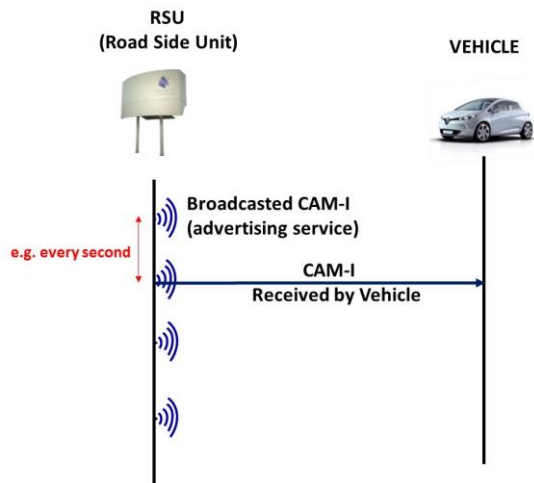 RSU
(Road Side Unit)
VEHICLE
Broadcasted CAM-I
(advertising service)
e.g. every second
CAM-I
Received by Vehicle